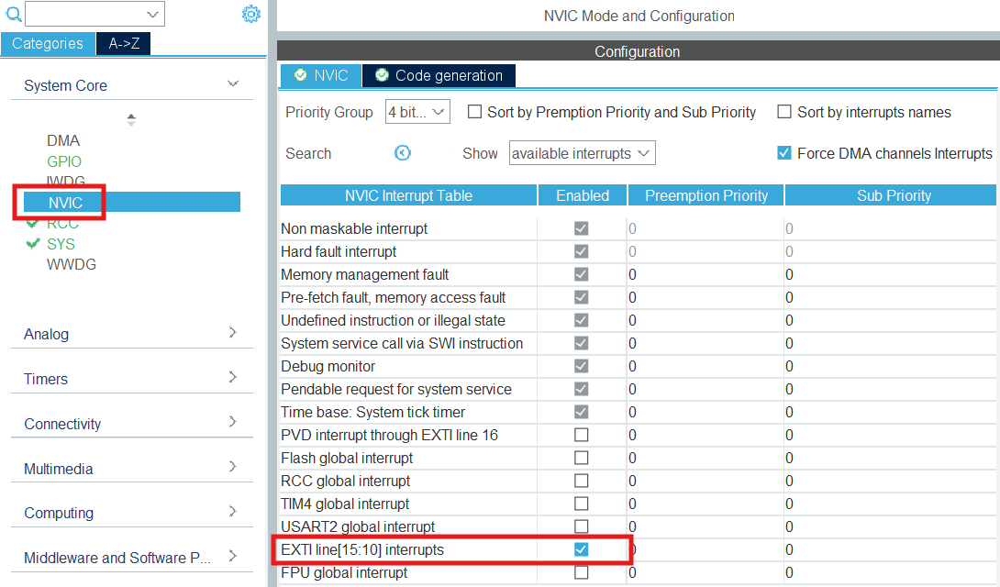 NVIC Mode and Configuration
Categories A->Z
Configuration
System Core
NVIC Code generation
DMA
GPIO
IWDG
NVIC
RCC
SYS
WWDG
Analog
Timers
Connectivity
Multimedia
Computing
Middleware and Software P...
Priority Group 4 bit... Sort by Premption Priority and Sub Priority Sort by interrupts names
Search Show available interrupts Force DMA channels Interrupts
NVIC Interrupt Table Enabled Preemption Priority Sub Priority
Non maskable interrupt 0 0
Hard fault interrupt 0 0
Memory management fault 0 0
Pre-fetch fault, memory access fault 0 0
Undefined instruction or illegal state 0 0
System service call via SWI instruction 0 0
Debug monitor 0 0
Pendable request for system service 0 0
Time base: System tick timer 0 0
PVD interrupt through EXTI line 16 0 0
Flash global interrupt 0 0
RCC global interrupt 0 0
TIM4 global interrupt 0 0
USART2 global interrupt 0 0
EXTI line[15:10] interrupts 0 0
FPU global interrupt 0 0